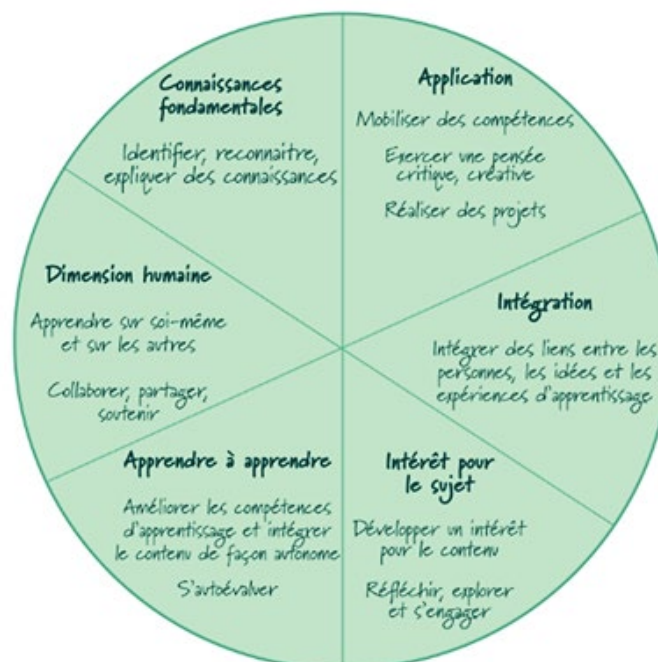 Connaissances
fondamentales
Identifier, reconnaitre,
expliquer des connaissances
Application
Mobiliser des compétences
Exercer une pensée
critique, créative
Réaliser des projets
Intégration
Intégrer des liens entre les
personnes, les idées et les
expériences d'apprentissage
Intérêt pour
le sujet
Développer un intérêt
pour le contenu
Réfléchir, explorer
et s'engager
Apprendre à apprendre
Améliorer les compétences
d'apprentissage et intégrer
le contenu de façon autonome
S'autoévaluer
Dimension humaine
Apprendre sur soi-même
et sur les autres
Collaborer, partager,
soutenir